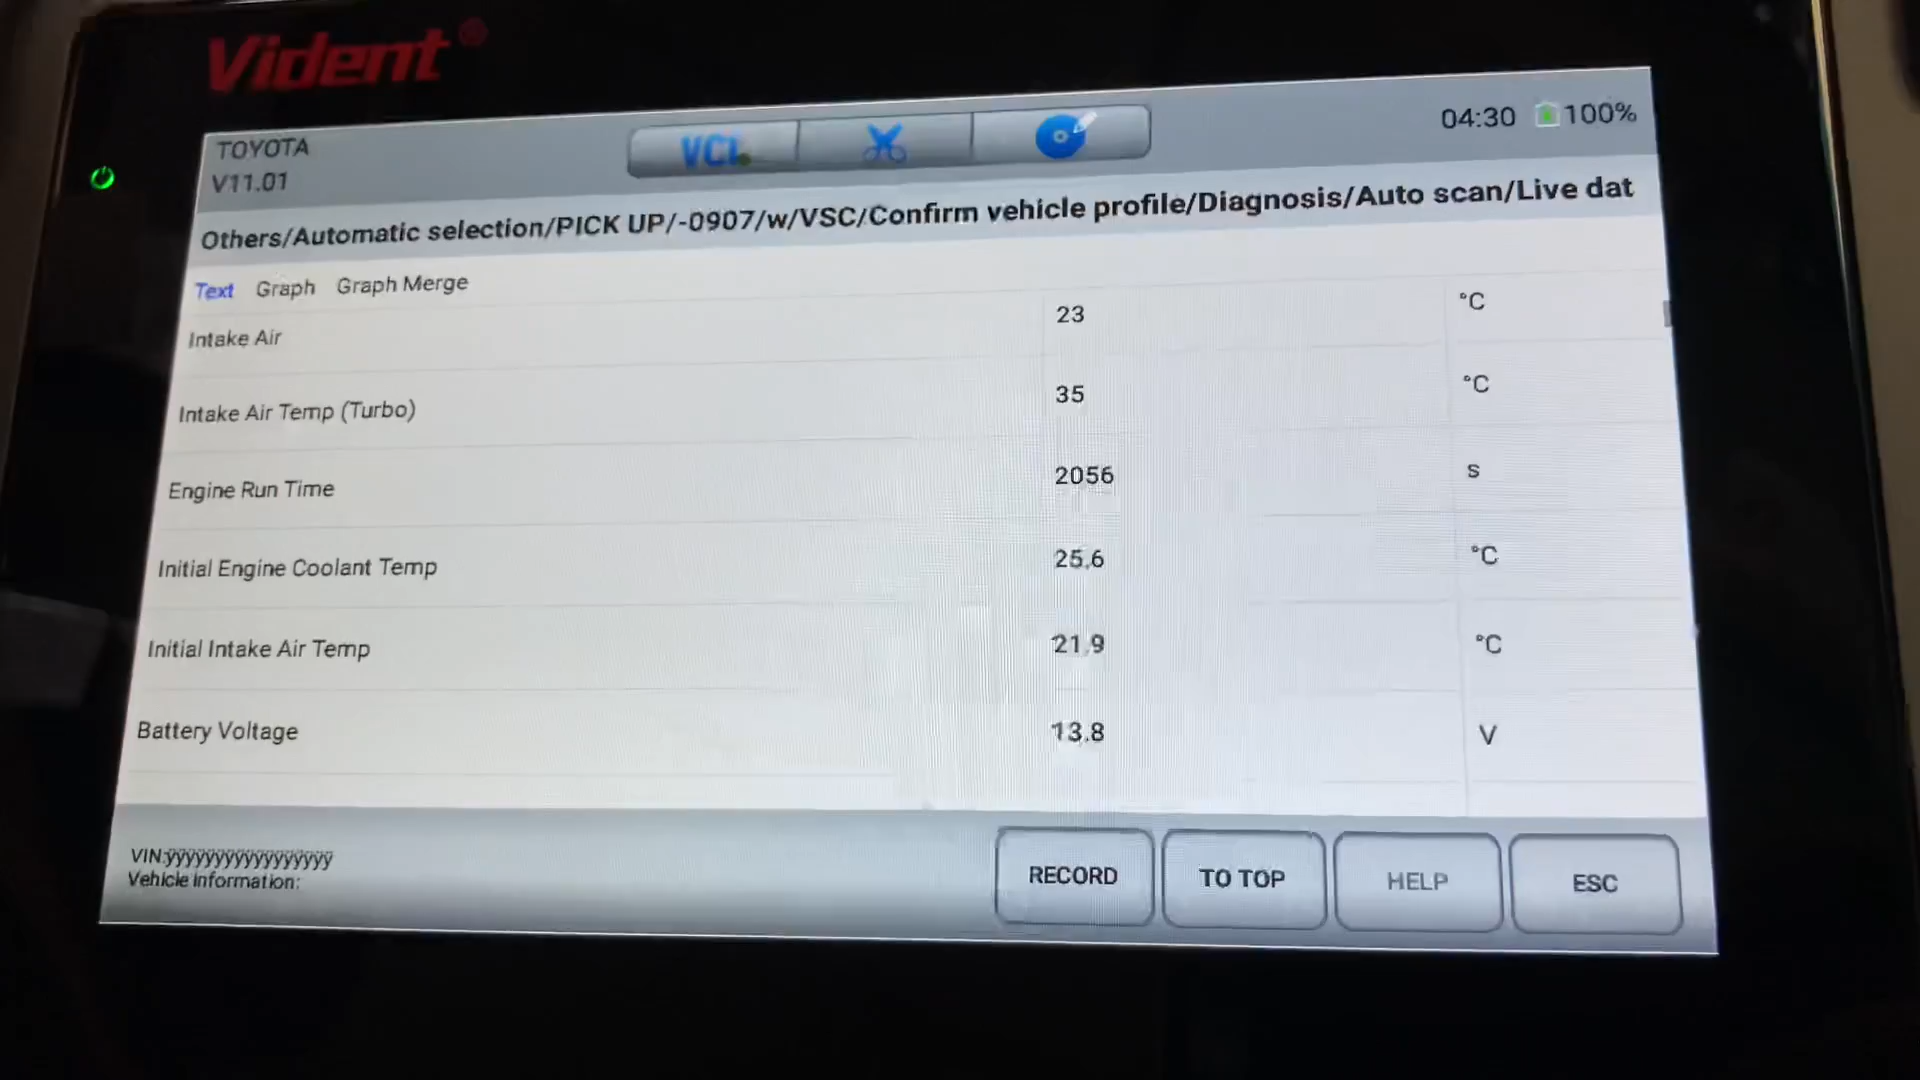 Vident®
TOYOTA
V11.01
VCI
04:30
100%
Others/Automatic selection/PICK UP/-0907/w/VSC/Confirm vehicle profile/Diagnosis/Auto scan/Live dat
Text Graph Graph Merge
Intake Air 23 °C
Intake Air Temp (Turbo) 35 °C
Engine Run Time 2056 s
Initial Engine Coolant Temp 25.6 °C
Initial Intake Air Temp 21.9 °C
Battery Voltage 13.8 V
VIN:ÿÿÿÿÿÿÿÿÿÿÿÿÿÿÿÿÿ
Vehicle information:
RECORD
TO TOP
HELP
ESC